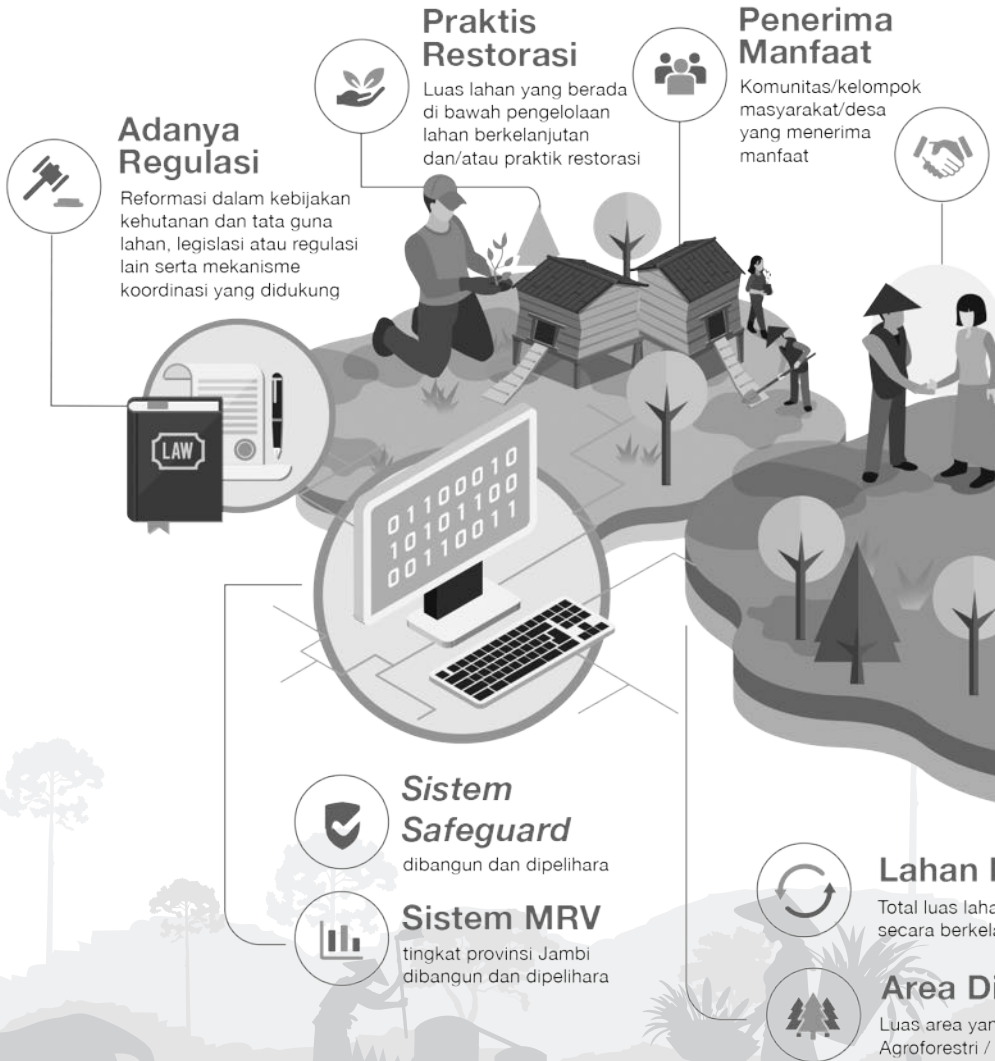 Praktis
Restorasi
Luas lahan yang berada
di bawah pengelolaan
lahan berkelanjutan
dan/atau praktik restorasi
Penerima
Manfaat
Komunitas/kelompok
masyarakat/desa
yang menerima
manfaat
Adanya
Regulasi
Reformasi dalam kebijakan
kehutanan dan tata guna
lahan, legislasi atau regulasi
lain serta mekanisme
koordinasi yang didukung
LAW
01100010
10101100
00110011
Sistem
Safeguard
dibangun dan dipelihara
Sistem MRV
tingkat provinsi Jambi
dibangun dan dipelihara
Lahan
Total luas
secara
Area
Luas area
Agroforestri /